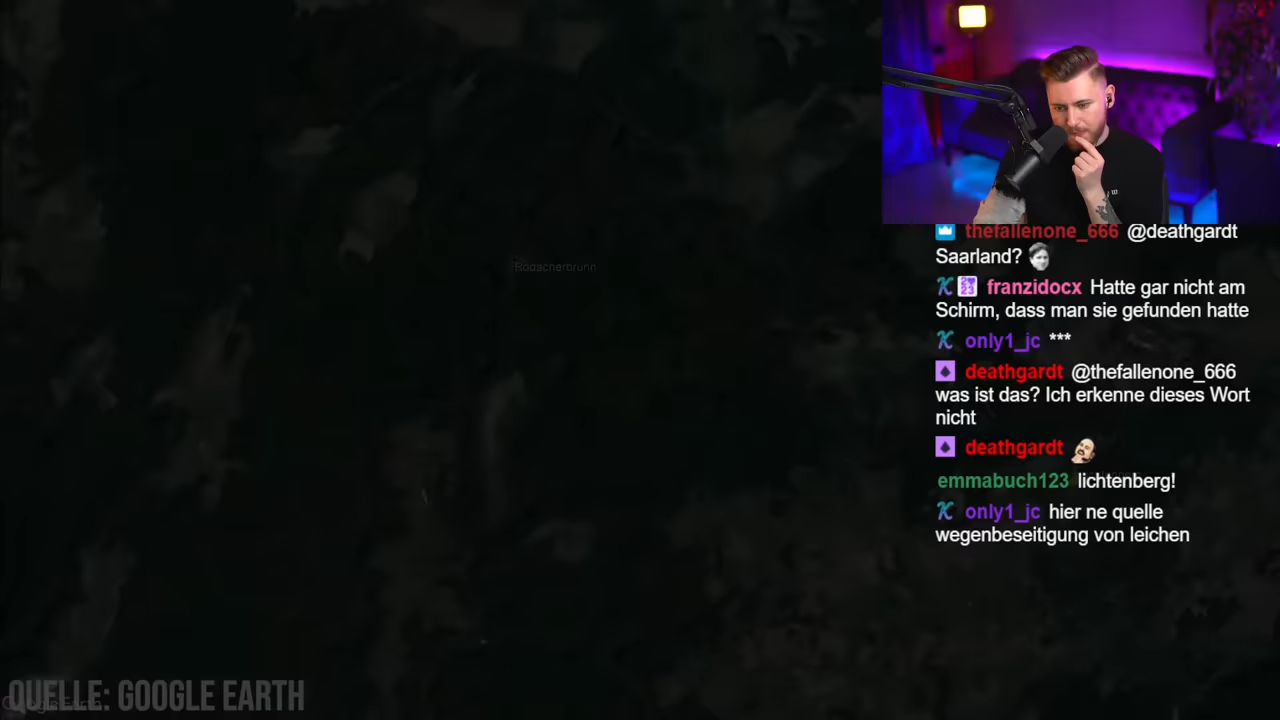 thefallenone_666 @deathgardt
Saarland?
franzidocx Hatte gar nicht am
Schirm, dass man sie gefunden hatte
only1_jc ***
deathgardt @thefallenone_666
was ist das? Ich erkenne dieses Wort
nicht
deathgardt
emmabuch123 lichtenberg!
only1_jc hier ne quelle
wegenbeseitigung von leichen
QUELLE: GOOGLE EARTH